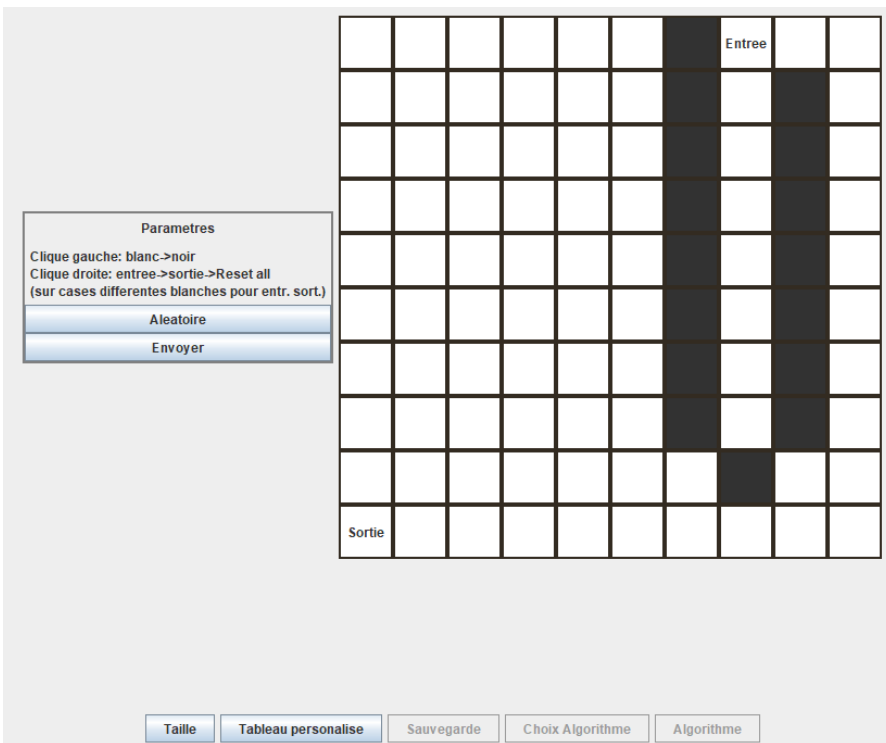 Entree
Parametres
Clique gauche: blanc->noir
Clique droite: entree->sortie->Reset all
(sur cases differentes blanches pour entr. sort.)
Aleatoire
Envoyer
Sortie
Taille
Tableau personalise
Sauvegarde
Choix Algorithme
Algorithme